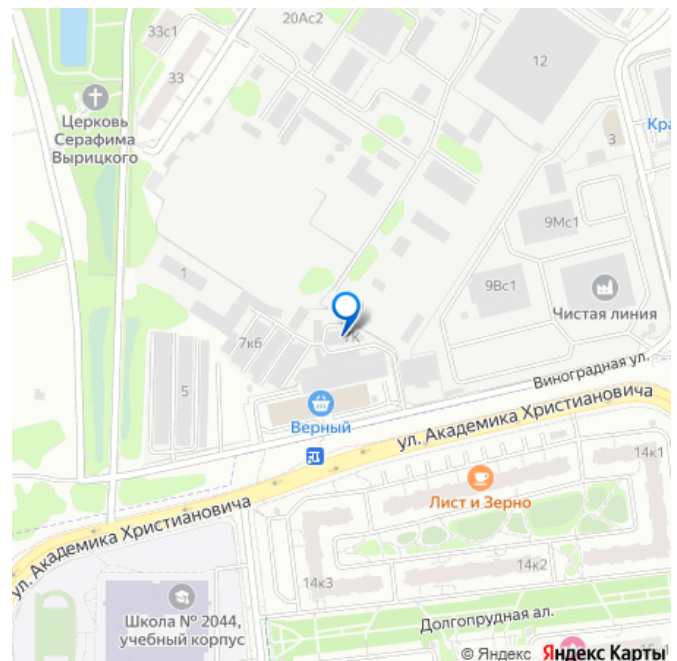 20Ас2
33с1
33
12
Церковь
Серафима
Вырицкого
3
Кра
9Мс1
1
9Вс1
Чистая линия
7К
7к6
5
Виноградная ул.
Верный
ул. Академика Христиановича
14к1
Лист и Зерно
ул. Академика Христиановича
14к2
14к3
Школа № 2044,
учебный корпус
Долгопрудная ал.
© Яндекс Яндекс Карты